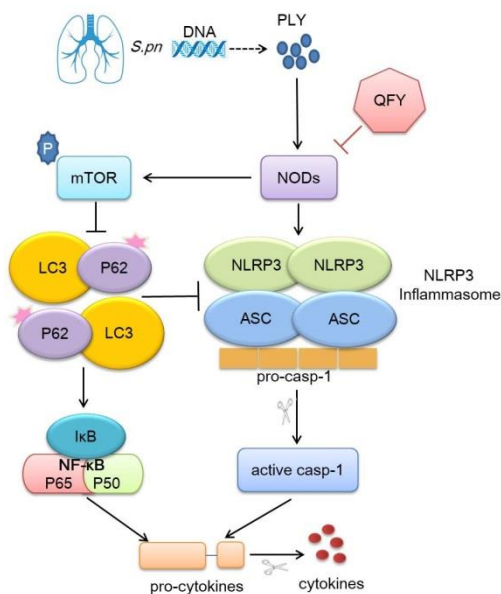 S.pn
DNA
PLY
QFY
P
mTOR
NODs
LC3
P62
NLRP3
NLRP3
NLRP3
Inflammasome
P62
LC3
ASC
ASC
pro-casp-1
IκB
NF-κB
P65
P50
active casp-1
pro-cytokines
cytokines